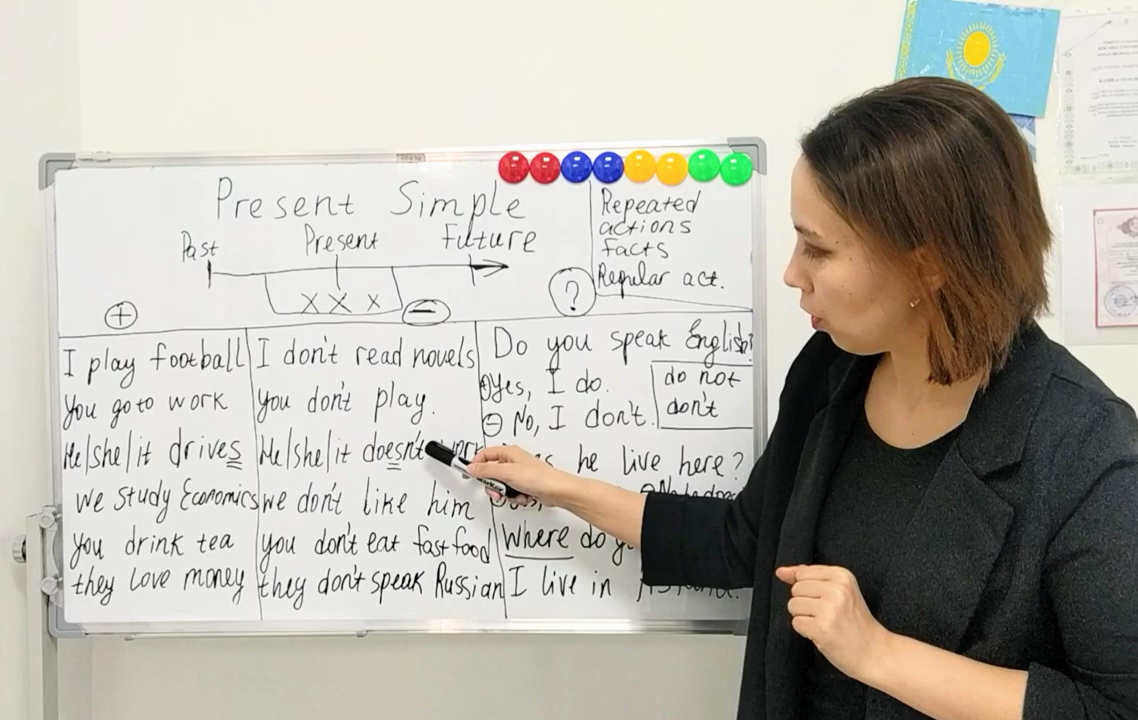 Present Simple
Past Present Future
X X X
Repeated
actions
facts
Regular act.
+
I play football
You go to work
He/she/it drives
we study Economics
you drink tea
they love money
−
I don't read novels
you don't play.
He/she/it doesn't
we don't like him
you don't eat fast food
they don't speak Russian
?
Do you speak English?
+ Yes, I do.
− No, I don't.
do not
don't
he live here?
Where do
I live in